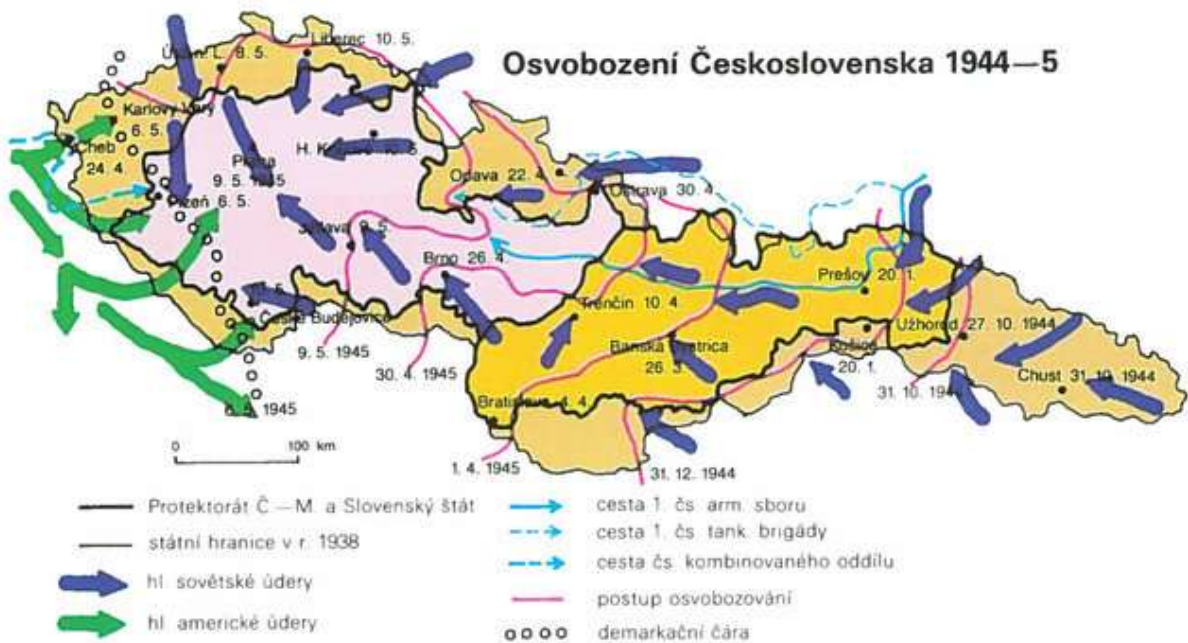 Osvobození Československa 1944—5
Liberec 10. 5.
Karlovy Vary
6. 5.
Cheb
24. 4.
Praha
9. 5. 1945
Plzeň 6. 5.
Opava 22. 4.
Ostrava 30. 4.
Jihlava 9. 5.
Brno 26. 4.
České Budějovice
Trenčín 10. 4.
Prešov 20. 1.
Banská Bystrica
26. 3.
Košice
20. 1.
Užhorod 27. 10. 1944
Chust 31. 10. 1944
Bratislava 4. 4.
9. 5. 1945
30. 4. 1945
6. 5. 1945
1. 4. 1945
31. 12. 1944
31. 10. 1944
0 100 km
Protektorát Č — M. a Slovenský štát
státní hranice v r. 1938
hl. sovětské údery
hl. americké údery
cesta 1. čs. arm. sboru
cesta 1. čs. tank. brigády
cesta čs. kombinovaného oddílu
postup osvobozování
demarkační čára